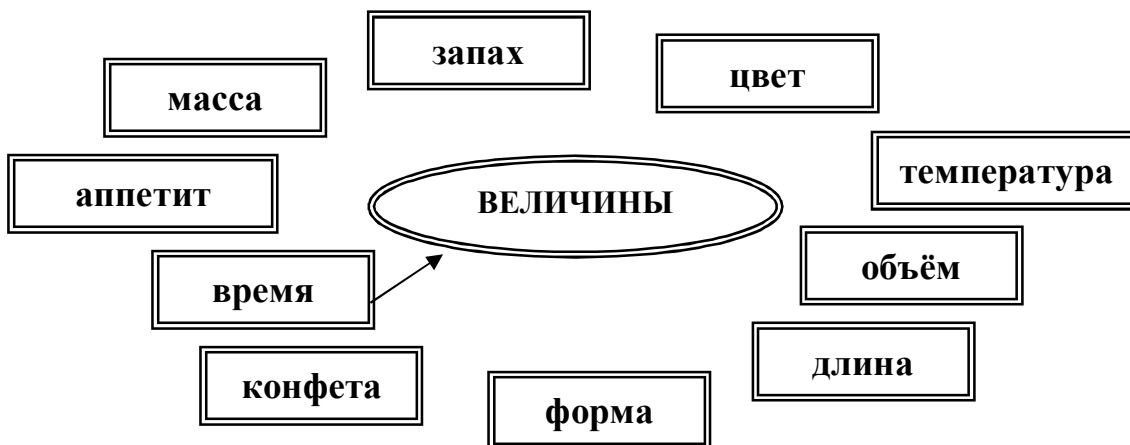 запах
цвет
масса
температура
аппетит
ВЕЛИЧИНЫ
объём
время
длина
конфета
форма